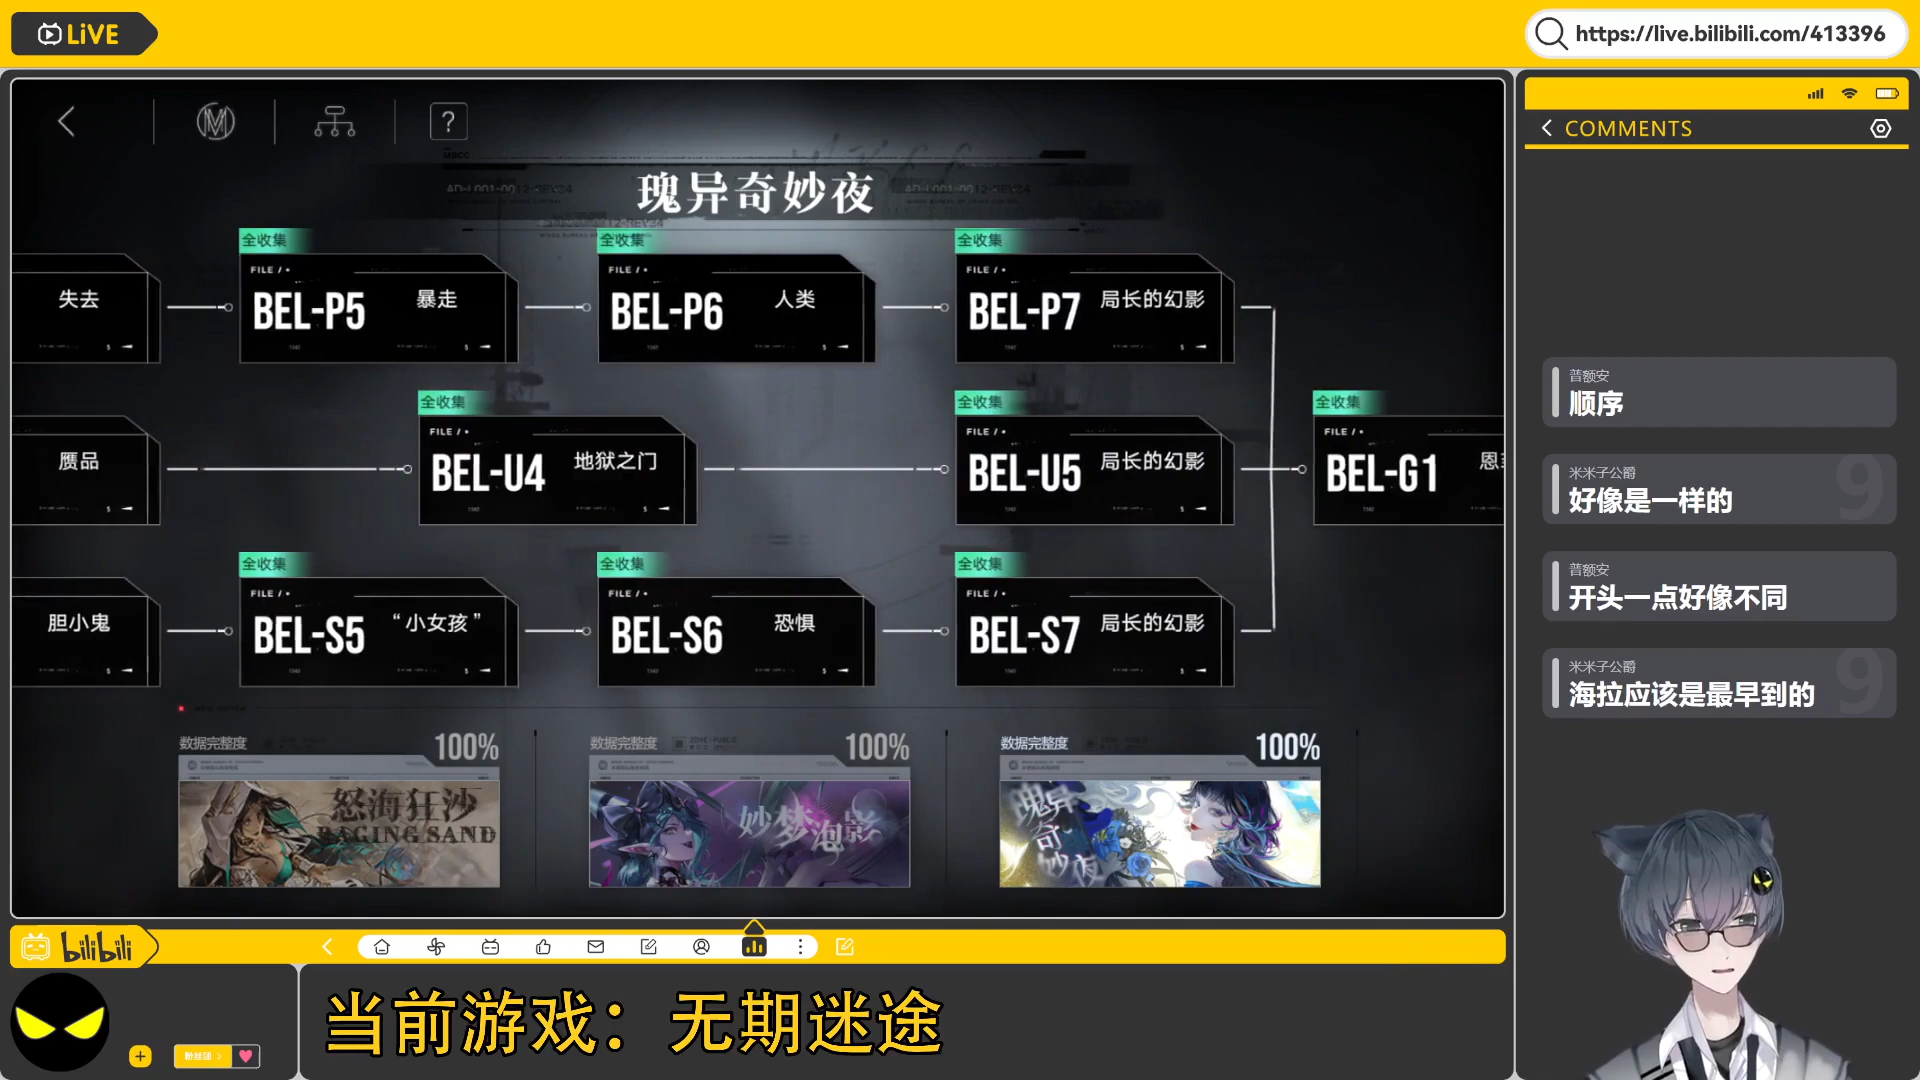 LiVE
https://live.bilibili.com/413396
瑰异奇妙夜
失去
全收集
FILE / •
BEL-P5
暴走
全收集
FILE / •
BEL-P6
人类
全收集
FILE / •
BEL-P7
局长的幻影
赝品
全收集
FILE / •
BEL-U4
地狱之门
全收集
FILE / •
BEL-U5
局长的幻影
全收集
FILE / •
BEL-G1
胆小鬼
全收集
FILE / •
BEL-S5
“小女孩”
全收集
FILE / •
BEL-S6
恐惧
全收集
FILE / •
BEL-S7
局长的幻影
数据完整度
100%
怒海狂沙
RAGING SAND
数据完整度
100%
妙梦泡影
数据完整度
100%
瑰异奇妙夜
COMMENTS
普额安
顺序
米米子公爵
好像是一样的
9
普额安
开头一点好像不同
米米子公爵
海拉应该是最早到的
9
bilibili
粉丝团
当前游戏：无期迷途